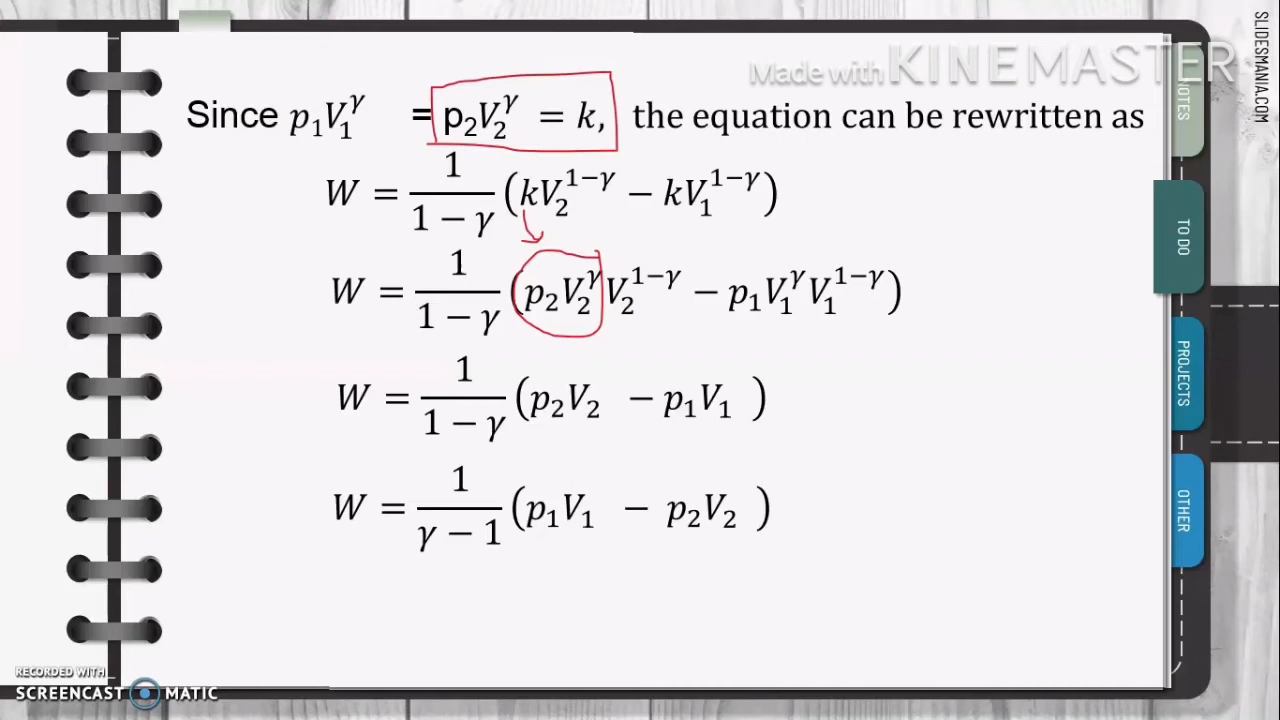 SLIDESMANIA.COM
Made with KINEMASTER
Since p₁V₁^γ = p₂V₂^γ = k, the equation can be rewritten as
W = 1/(1 − γ) (kV₂^(1−γ) − kV₁^(1−γ))
W = 1/(1 − γ) (p₂V₂^γ V₂^(1−γ) − p₁V₁^γ V₁^(1−γ))
W = 1/(1 − γ) (p₂V₂ − p₁V₁ )
W = 1/(γ − 1) (p₁V₁ − p₂V₂ )
NOTES
TO DO
PROJECTS
OTHER
RECORDED WITH
SCREENCAST MATIC